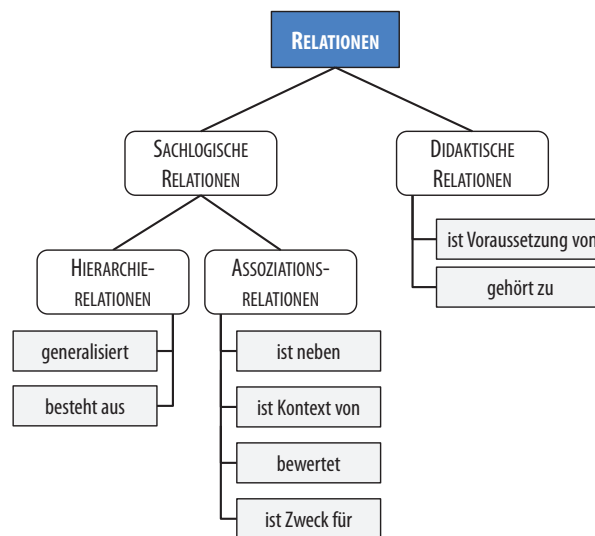 RELATIONEN
SACHLOGISCHE
RELATIONEN
DIDAKTISCHE
RELATIONEN
ist Voraussetzung von
gehört zu
HIERARCHIE-
RELATIONEN
ASSOZIATIONS-
RELATIONEN
generalisiert
besteht aus
ist neben
ist Kontext von
bewertet
ist Zweck für